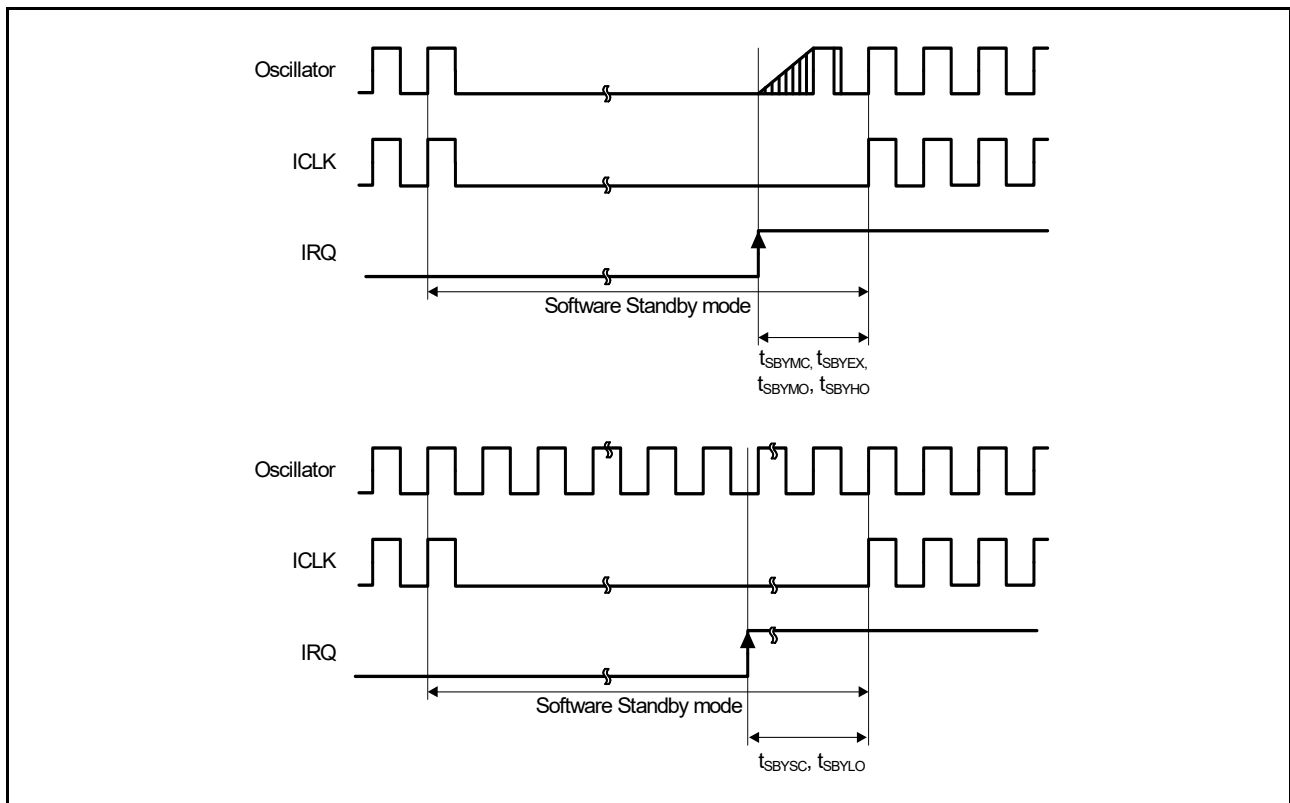 Oscillator
ICLK
IRQ
Software Standby mode
tSBYMC, tSBYEX,
tSBYMO, tSBYHO
Oscillator
ICLK
IRQ
Software Standby mode
tSBYSC, tSBYLO